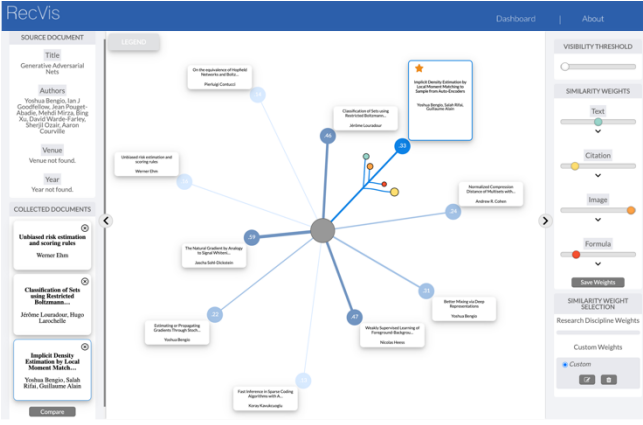 RecVis
Dashboard | About
SOURCE DOCUMENT
Title
Generative Adversarial
Nets
Authors
Yoshua Bengio, Ian J
Goodfellow, Jean Pouget-
Abadie, Mehdi Mirza, Bing
Xu, David Warde-Farley,
Sherjil Ozair, Aaron
Courville
Venue
Venue not found.
Year
Year not found.
COLLECTED DOCUMENTS
Unbiased risk estimation
and scoring rules
Werner Ehm
Classification of Sets
using Restricted
Boltzmann…
Jérôme Louradour, Hugo
Larochelle
Implicit Density
Estimation by Local
Moment Match…
Yoshua Bengio, Salah
Rifai, Guillaume Alain
Compare
LEGEND
On the equivalence of Hopfield
Networks and Boltz...
Pierluigi Contucci
Classification of Sets using
Restricted Boltzmann...
Jérôme Louradour
.46
Implicit Density Estimation by
Local Moment Matching to
Sample from Auto-Encoders
Yoshua Bengio, Salah Rifai,
Guillaume Alain
.33
Unbiased risk estimation and
scoring rules
Werner Ehm
Normalized Compression
Distance of Multisets with...
Andrew R. Cohen
.24
The Natural Gradient by Analogy
to Signal Whiteni...
Jascha Sohl-Dickstein
Better Mixing via Deep
Representations
Yoshua Bengio
.31
Estimating or Propagating
Gradients Through Stoch...
Yoshua Bengio
.22
Weakly Supervised Learning of
Foreground-Backgrou...
Nicolas Heess
.47
Fast Inference in Sparse Coding
Algorithms with A...
Koray Kavukcuoglu
VISIBILITY THRESHOLD
SIMILARITY WEIGHTS
Text
Citation
Image
Formula
Save Weights
SIMILARITY WEIGHT
SELECTION
Research Discipline Weights
Custom Weights
Custom